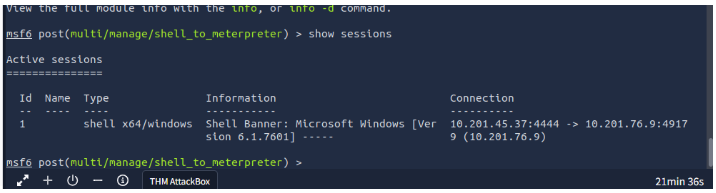 View the full module info with the info, or info -d command.
msf6 post(multi/manage/shell_to_meterpreter) > show sessions
Active sessions
===============
Id  Name  Type  Information  Connection
--  ----  ----  -----------  ----------
1  shell x64/windows  Shell Banner: Microsoft Windows [Ver  10.201.45.37:4444 -> 10.201.76.9:4917
sion 6.1.7601] -----  9 (10.201.76.9)
msf6 post(multi/manage/shell_to_meterpreter) >
THM AttackBox  21min 36s